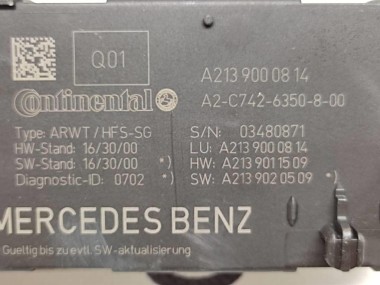 Q01
A213 900 08 14
Continental
A2-C742-6350-8-00
Type: ARWT / HFS-SG
S/N: 03480871
HW-Stand: 16/30/00
LU: A213 900 08 14
SW-Stand: 16/30/00 *)
HW: A213 901 15 09
Diagnostic-ID: 0702 *)
SW: A213 902 05 09 *)
MERCEDES BENZ
Gueltig bis zu evtl. SW-aktualisierung